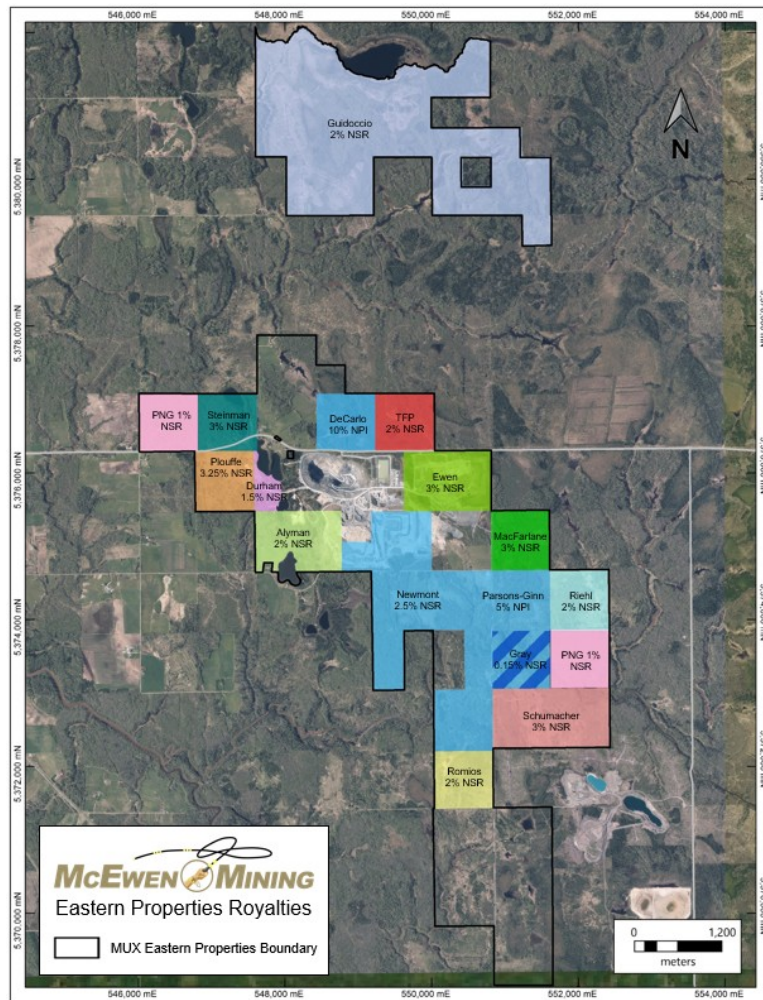 546,000 mE 548,000 mE 550,000 mE 552,000 mE 554,000 mE
Guidoccio
2% NSR
N
5,380,000 mN
5,378,000 mN
PNG 1%
NSR
Steinman
3% NSR
DeCarlo
10% NPI
TFP
2% NSR
5,376,000 mN
Plouffe
3.25% NSR
Durham
1.5% NSR
Ewen
3% NSR
Alyman
2% NSR
MacFarlane
3% NSR
5,374,000 mN
Newmont
2.5% NSR
Parsons-Ginn
5% NPI
Riehl
2% NSR
Gray
0.15% NSR
PNG 1%
NSR
Schumacher
3% NSR
5,372,000 mN
Romios
2% NSR
5,370,000 mN
McEwen Mining
Eastern Properties Royalties
MUX Eastern Properties Boundary
0 1,200
meters
546,000 mE 548,000 mE 550,000 mE 552,000 mE 554,000 mE